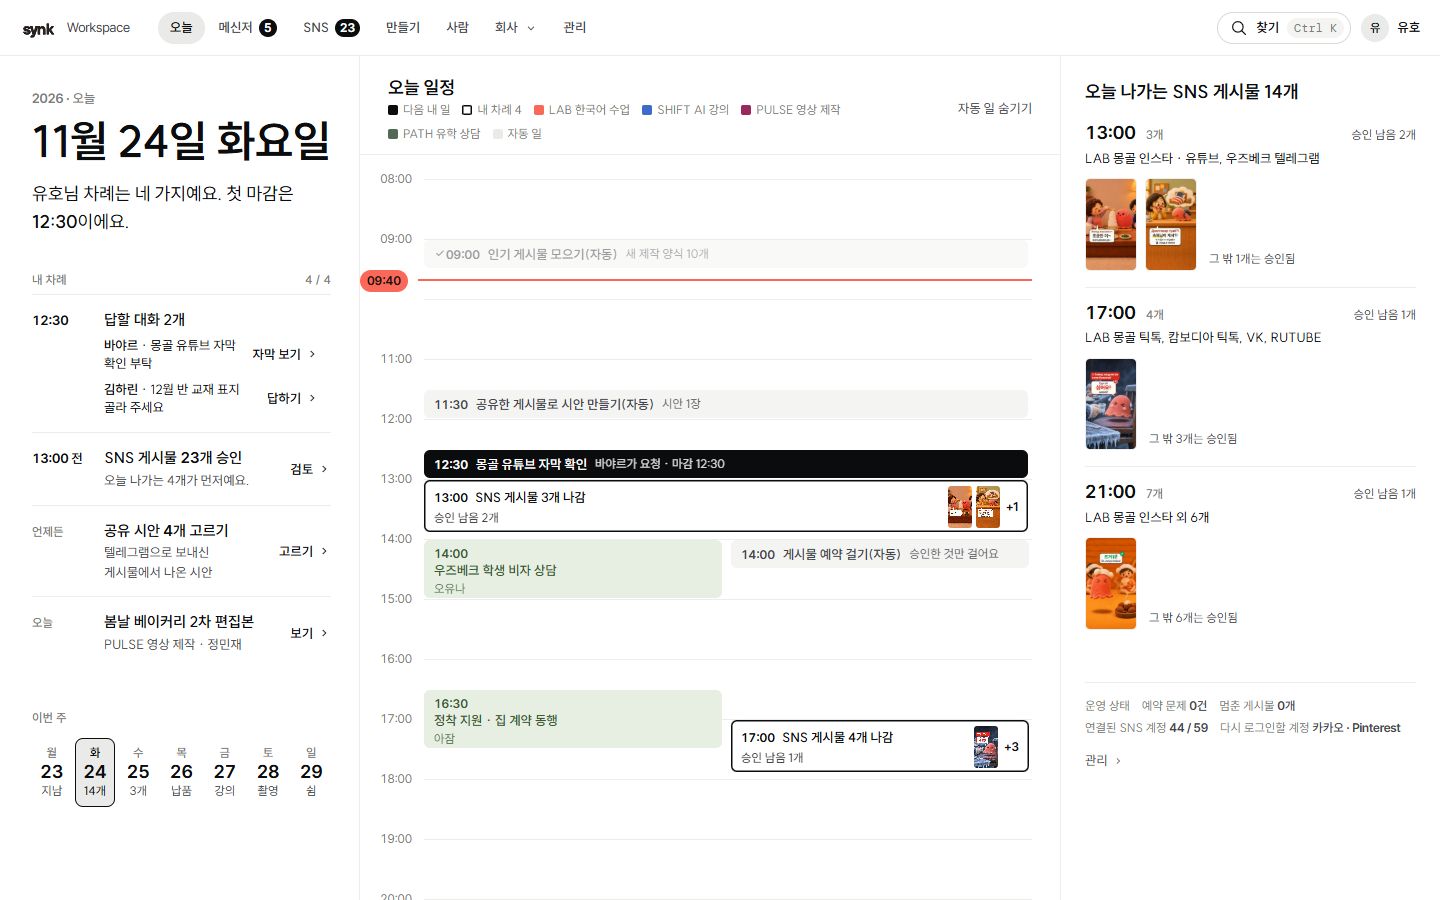 synk Workspace 오늘 메신저 5 SNS 23 만들기 사람 회사 관리 찾기 Ctrl K 유 유호
2026 · 오늘
11월 24일 화요일
유호님 차례는 네 가지예요. 첫 마감은
12:30이에요.
내 차례 4 / 4
12:30 답할 대화 2개
바야르 · 몽골 유튜브 자막
확인 부탁
자막 보기
김하린 · 12월 반 교재 표지
골라 주세요
답하기
13:00 전 SNS 게시물 23개 승인
오늘 나가는 4개가 먼저예요.
검토
언제든 공유 시안 4개 고르기
텔레그램으로 보내신
게시물에서 나온 시안
고르기
오늘 봄날 베이커리 2차 편집본
PULSE 영상 제작 · 정민재
보기
이번 주
월 화 수 목 금 토 일
23 24 25 26 27 28 29
지남 14개 3개 납품 강의 촬영 쉼
오늘 일정
다음 내 일 내 차례 4 LAB 한국어 수업 SHIFT AI 강의 PULSE 영상 제작
PATH 유학 상담 자동 일
자동 일 숨기기
08:00
09:00
09:00 인기 게시물 모으기(자동) 새 제작 양식 10개
09:40
11:00
11:30 공유한 게시물로 시안 만들기(자동) 시안 1장
12:00
12:30 몽골 유튜브 자막 확인 바야르가 요청 · 마감 12:30
13:00
13:00 SNS 게시물 3개 나감
승인 남음 2개
+1
14:00
14:00
우즈베크 학생 비자 상담
오유나
14:00 게시물 예약 걸기(자동) 승인한 것만 걸어요
15:00
16:00
16:30
정착 지원 · 집 계약 동행
아잠
17:00
17:00 SNS 게시물 4개 나감
승인 남음 1개
+3
18:00
19:00
20:00
오늘 나가는 SNS 게시물 14개
13:00 3개 승인 남음 2개
LAB 몽골 인스타 · 유튜브, 우즈베크 텔레그램
그 밖 1개는 승인됨
17:00 4개 승인 남음 1개
LAB 몽골 틱톡, 캄보디아 틱톡, VK, RUTUBE
그 밖 3개는 승인됨
21:00 7개 승인 남음 1개
LAB 몽골 인스타 외 6개
그 밖 6개는 승인됨
운영 상태 예약 문제 0건 멈춘 게시물 0개
연결된 SNS 계정 44 / 59 다시 로그인할 계정 카카오 · Pinterest
관리